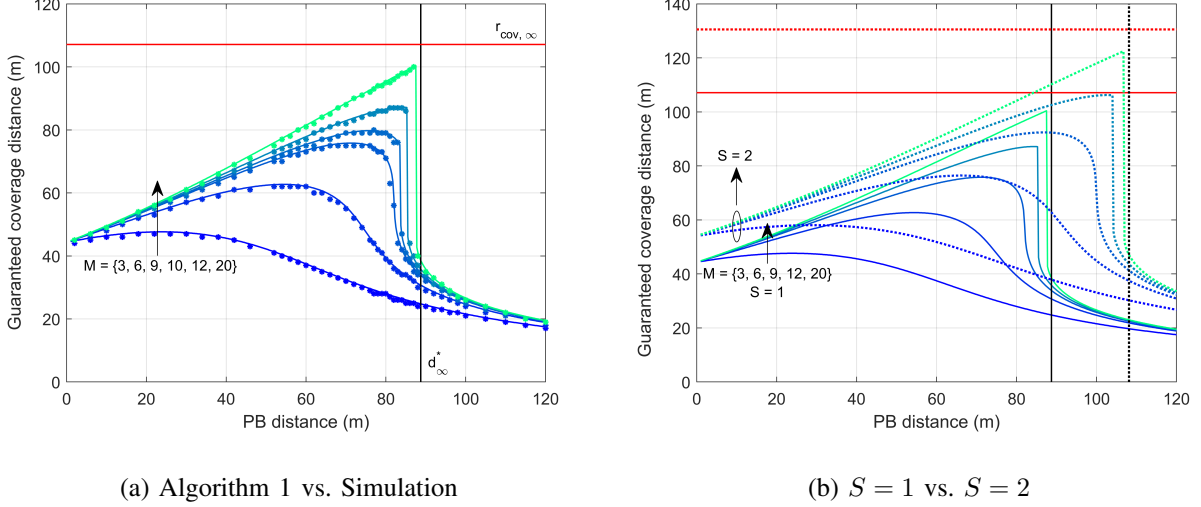 120
100
80
60
40
20
0
0 20 40 60 80 100 120
Guaranteed coverage distance (m)
PB distance (m)
r_cov, ∞
M = {3, 6, 9, 10, 12, 20}
d*_∞
(a) Algorithm 1 vs. Simulation
140
120
100
80
60
40
20
0
0 20 40 60 80 100 120
Guaranteed coverage distance (m)
PB distance (m)
S = 2
M = {3, 6, 9, 12, 20}
S = 1
(b) S = 1 vs. S = 2